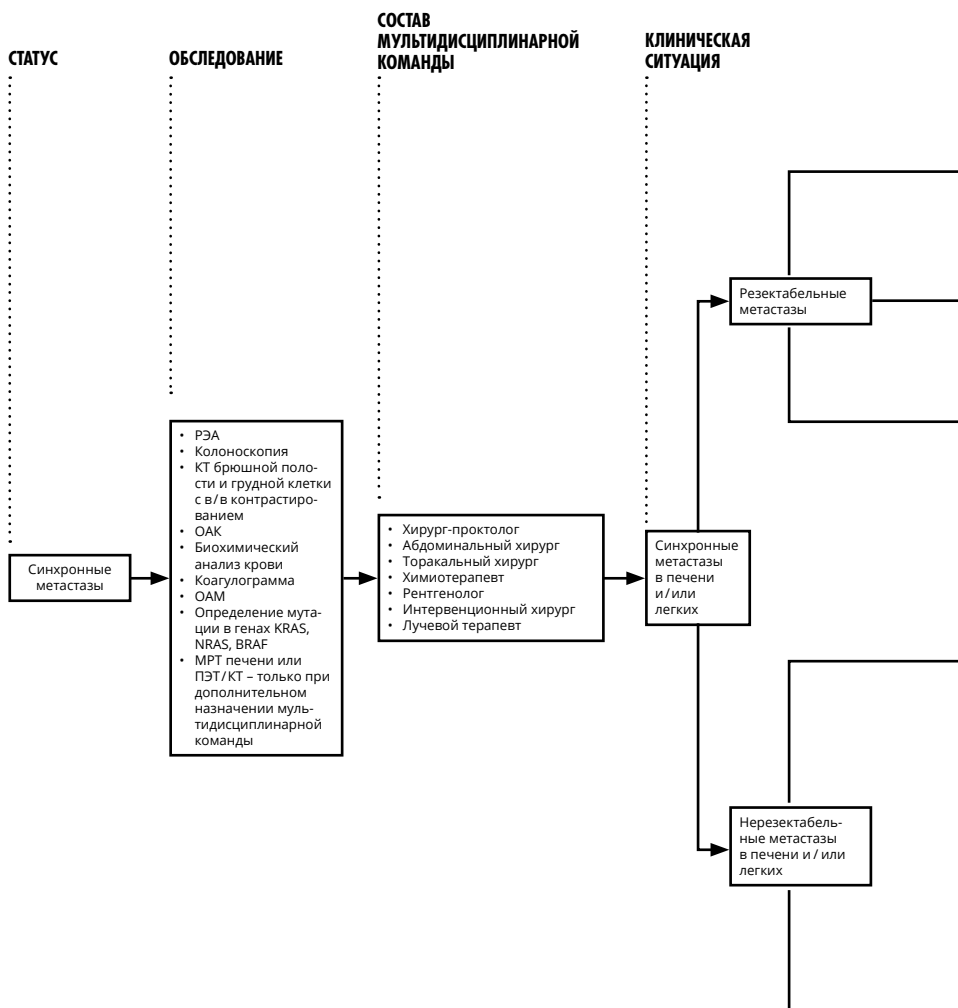 СТАТУС
ОБСЛЕДОВАНИЕ
СОСТАВ
МУЛЬТИДИСЦИПЛИНАРНОЙ
КОМАНДЫ
КЛИНИЧЕСКАЯ
СИТУАЦИЯ
Синхронные
метастазы
• РЭА
• Колоноскопия
• КТ брюшной поло-
сти и грудной клетки
с в/в контрастиро-
ванием
• ОАК
• Биохимический
анализ крови
• Коагулограмма
• ОАМ
• Определение мута-
ции в генах KRAS,
NRAS, BRAF
• МРТ печени или
ПЭТ/КТ – только при
дополнительном
назначении муль-
тидисциплинарной
команды
• Хирург-проктолог
• Абдоминальный хирург
• Торакальный хирург
• Химиотерапевт
• Рентгенолог
• Интервенционный хирург
• Лучевой терапевт
Синхронные
метастазы
в печени
и/или
легких
Резектабельные
метастазы
Нерезектабель-
ные метастазы
в печени и/или
легких